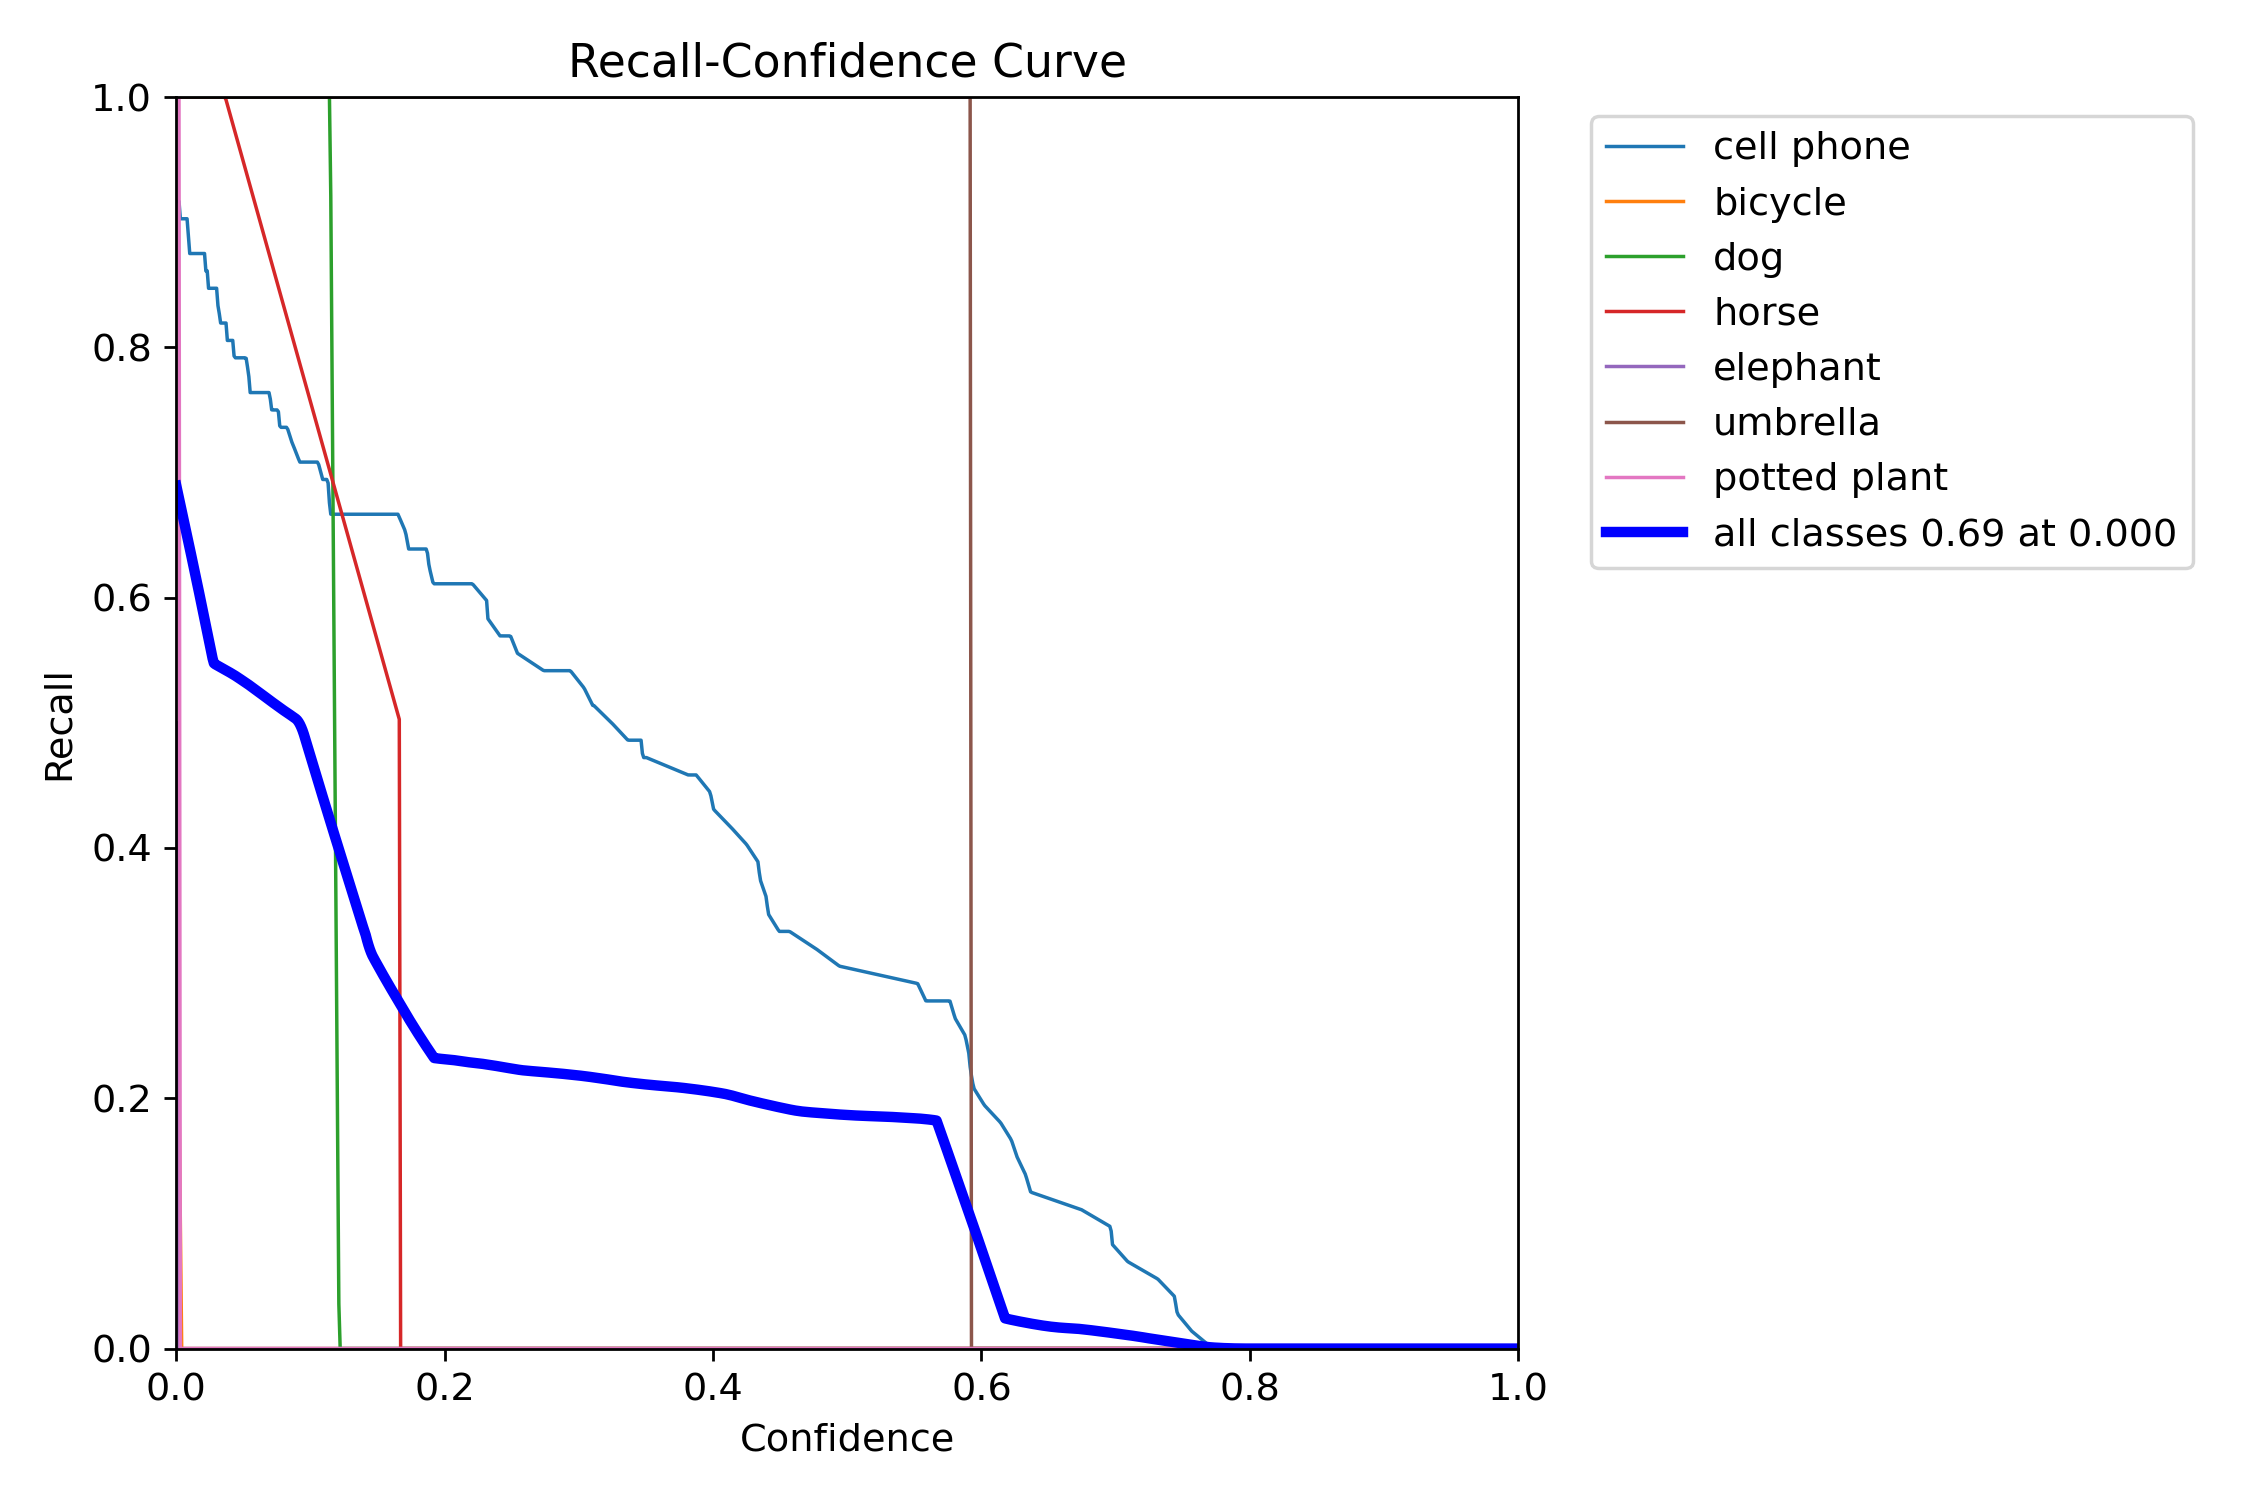 Recall-Confidence Curve
1.0
0.8
0.6
0.4
0.2
0.0
Recall
0.0 0.2 0.4 0.6 0.8 1.0
Confidence
cell phone
bicycle
dog
horse
elephant
umbrella
potted plant
all classes 0.69 at 0.000